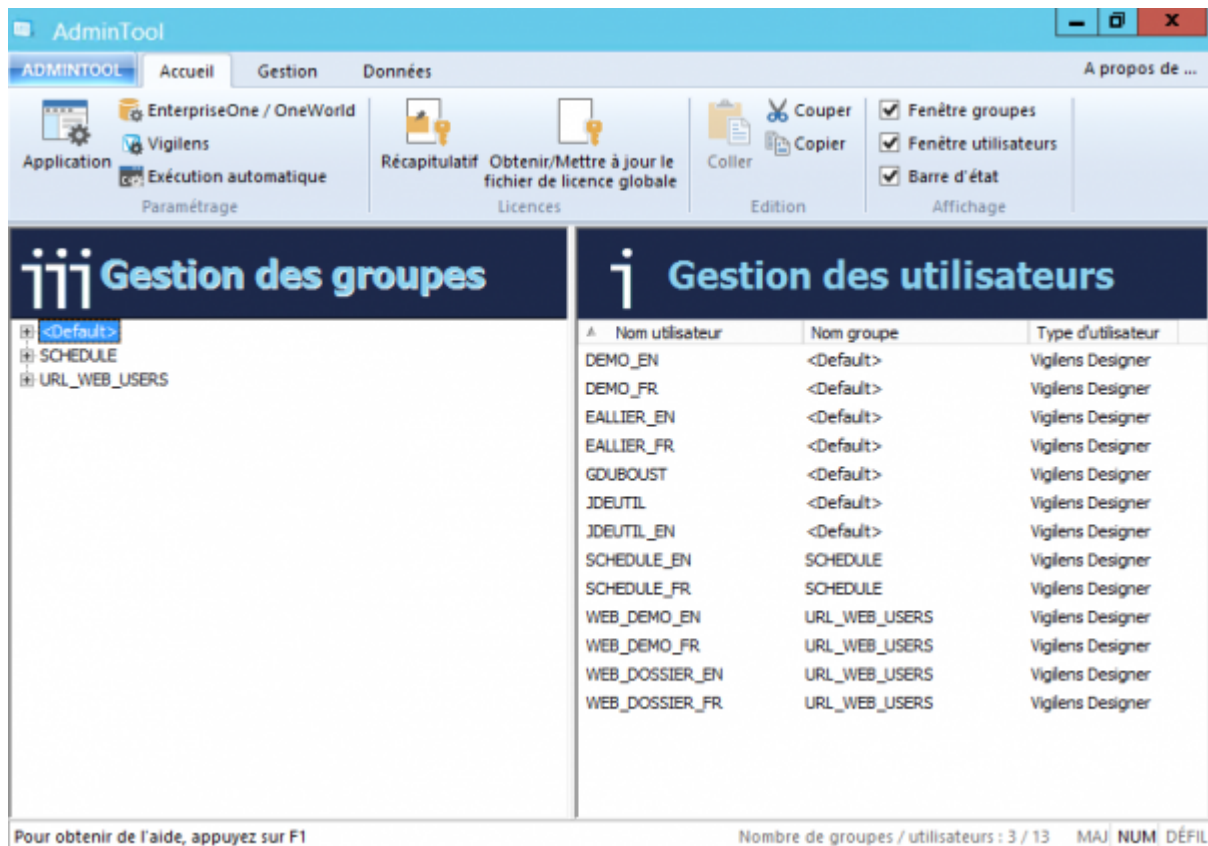 AdminTool
ADMINTOOL Accueil Gestion Données A propos de ...
Application
EnterpriseOne / OneWorld
Vigilens
Exécution automatique
Paramétrage
Récapitulatif
Obtenir/Mettre à jour le
fichier de licence globale
Licences
Coller
Couper
Copier
Edition
Fenêtre groupes
Fenêtre utilisateurs
Barre d'état
Affichage
Gestion des groupes
<Default>
SCHEDULE
URL_WEB_USERS
Gestion des utilisateurs
Nom utilisateur Nom groupe Type d'utilisateur
DEMO_EN <Default> Vigilens Designer
DEMO_FR <Default> Vigilens Designer
EALLIER_EN <Default> Vigilens Designer
EALLIER_FR <Default> Vigilens Designer
GDUBOUST <Default> Vigilens Designer
JDEUTIL <Default> Vigilens Designer
JDEUTIL_EN <Default> Vigilens Designer
SCHEDULE_EN SCHEDULE Vigilens Designer
SCHEDULE_FR SCHEDULE Vigilens Designer
WEB_DEMO_EN URL_WEB_USERS Vigilens Designer
WEB_DEMO_FR URL_WEB_USERS Vigilens Designer
WEB_DOSSIER_EN URL_WEB_USERS Vigilens Designer
WEB_DOSSIER_FR URL_WEB_USERS Vigilens Designer
Pour obtenir de l'aide, appuyez sur F1 Nombre de groupes / utilisateurs : 3 / 13 MAJ NUM DÉFIL